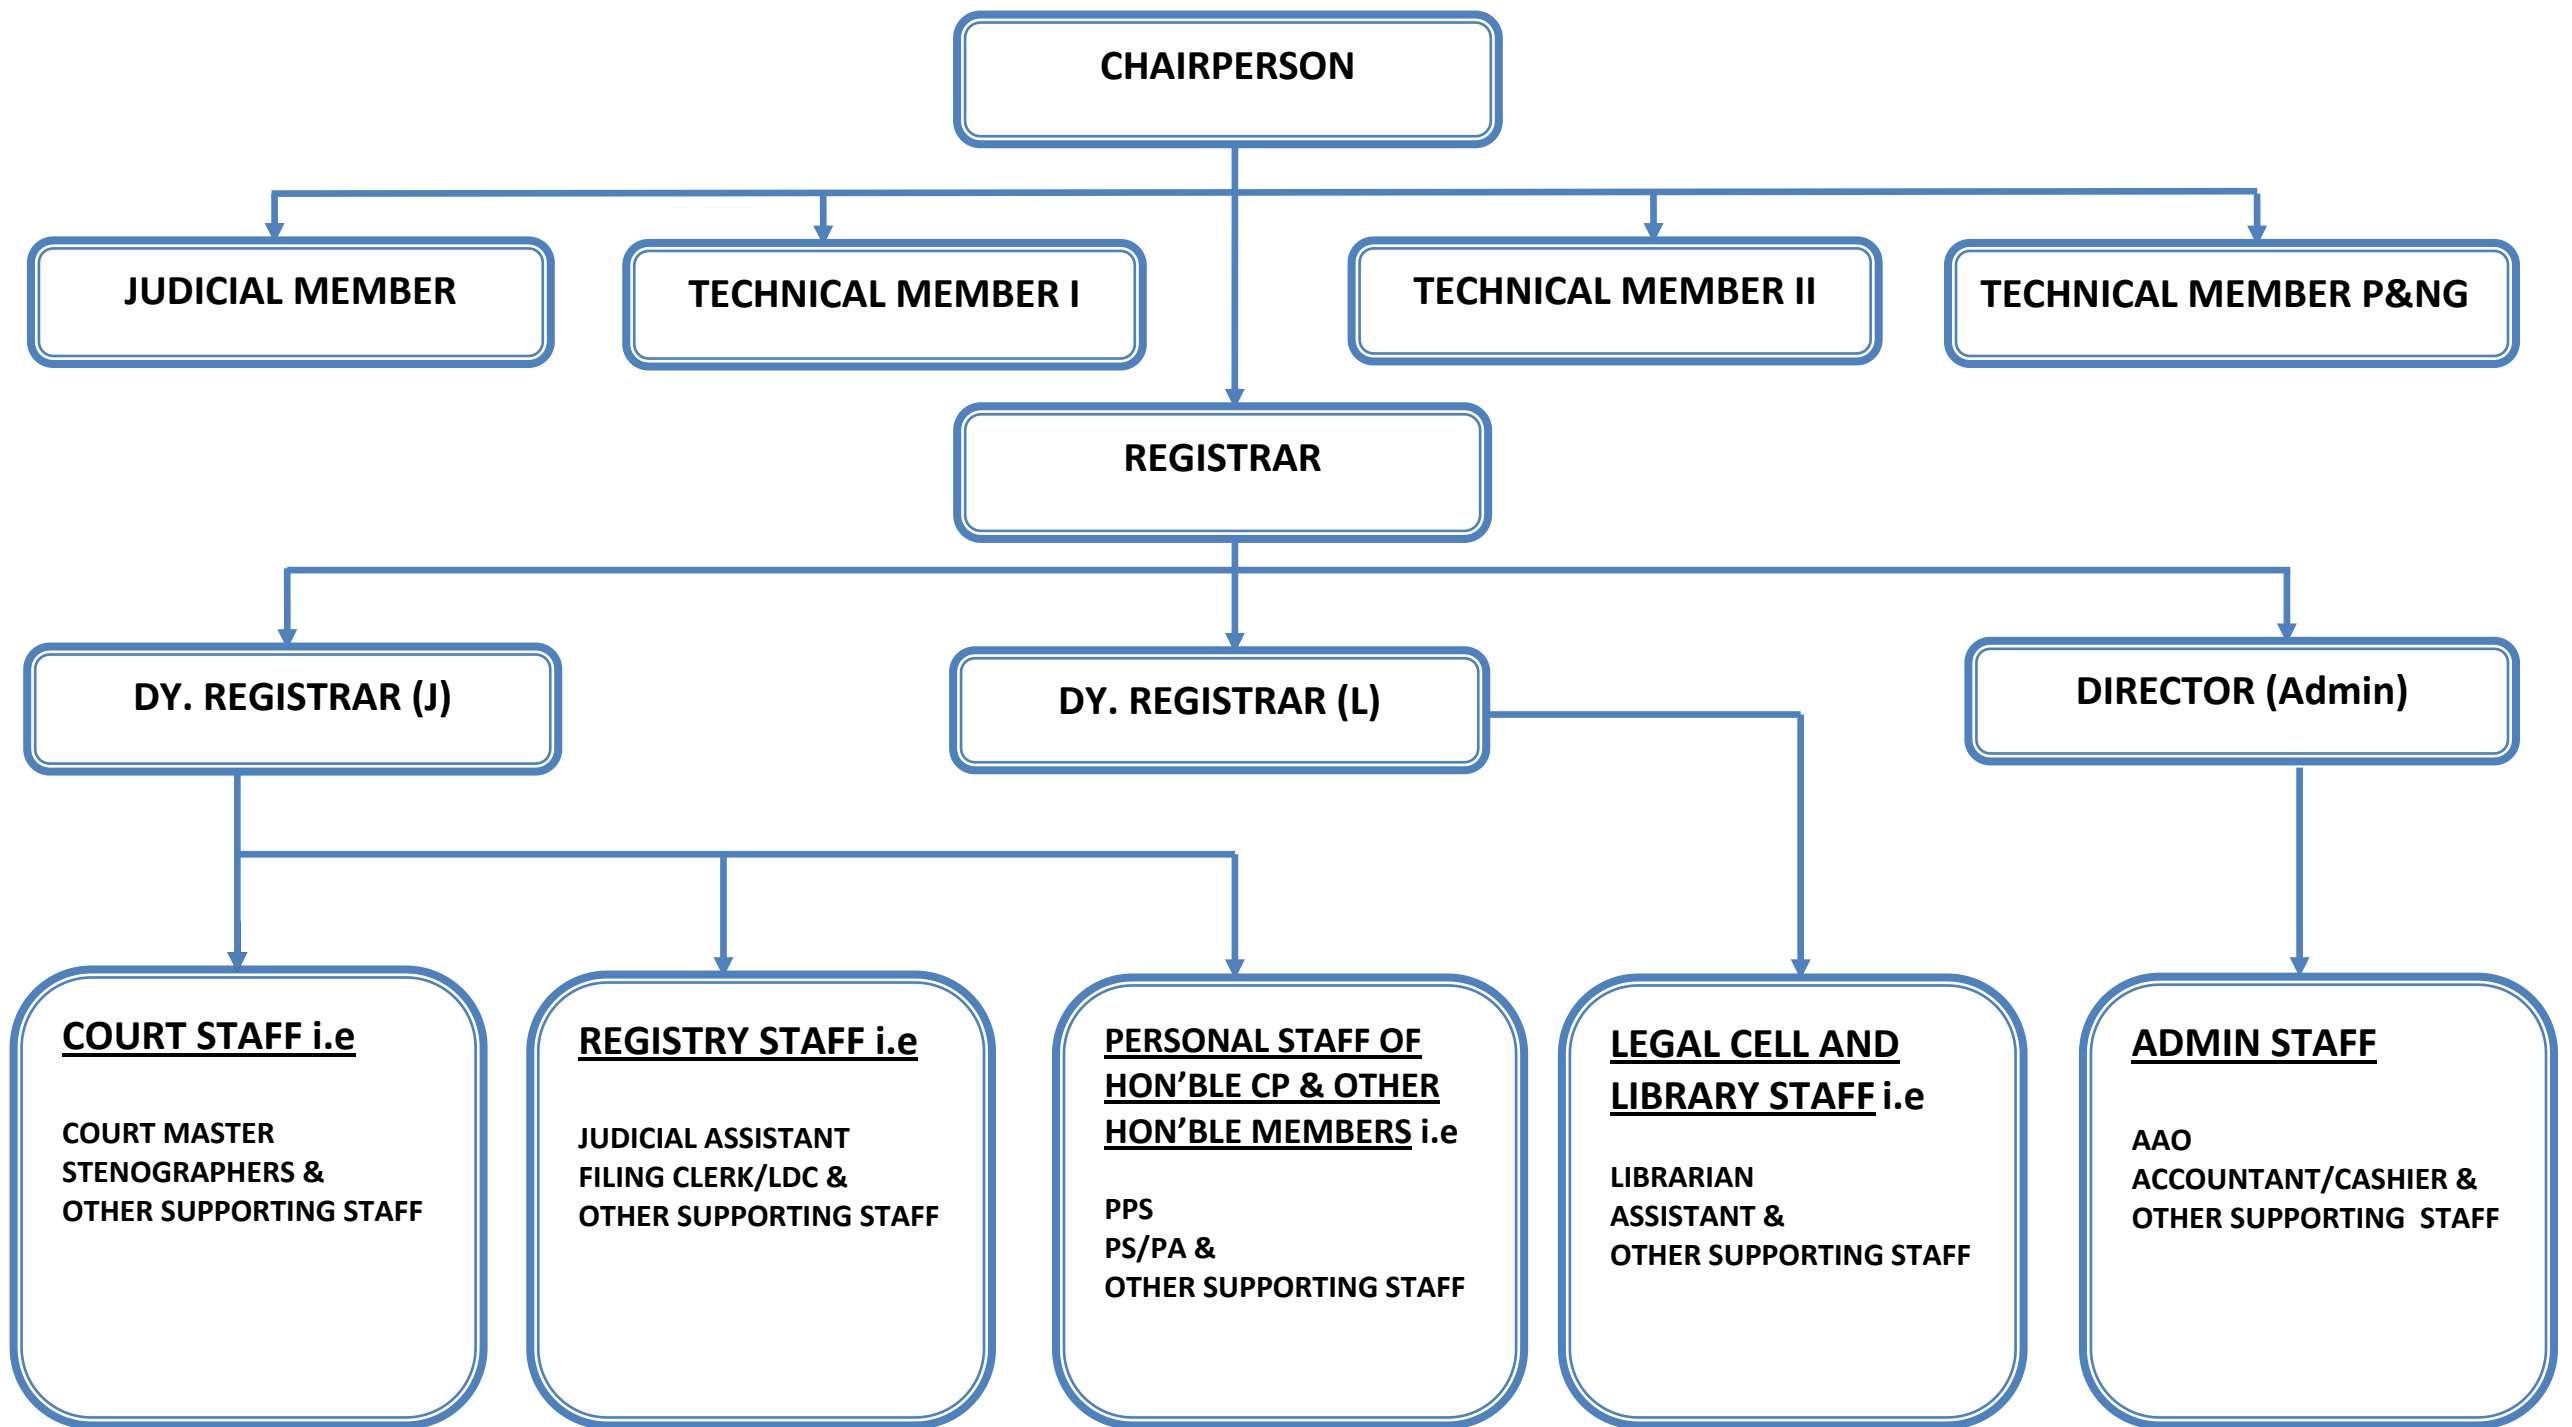 CHAIRPERSON
JUDICIAL MEMBER
TECHNICAL MEMBER I
TECHNICAL MEMBER II
TECHNICAL MEMBER P&NG
REGISTRAR
DY. REGISTRAR (J)
DY. REGISTRAR (L)
DIRECTOR (Admin)
COURT STAFF i.e
COURT MASTER
STENOGRAPHERS &
OTHER SUPPORTING STAFF
REGISTRY STAFF i.e
JUDICIAL ASSISTANT
FILING CLERK/LDC &
OTHER SUPPORTING STAFF
PERSONAL STAFF OF
HON’BLE CP & OTHER
HON’BLE MEMBERS i.e
PPS
PS/PA &
OTHER SUPPORTING STAFF
LEGAL CELL AND
LIBRARY STAFF i.e
LIBRARIAN
ASSISTANT &
OTHER SUPPORTING STAFF
ADMIN STAFF
AAO
ACCOUNTANT/CASHIER &
OTHER SUPPORTING  STAFF